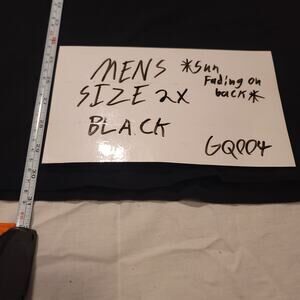 MENS
SIZE 2X
BLACK
*Sun
Fading on
back*
GQ004